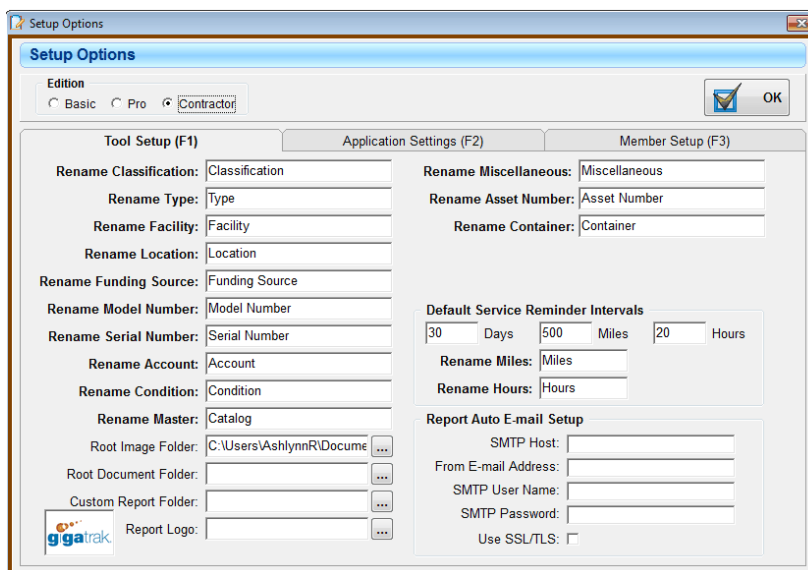 Setup Options
Setup Options
Edition
Basic Pro Contractor
OK
Tool Setup (F1) Application Settings (F2) Member Setup (F3)
Rename Classification: Classification
Rename Type: Type
Rename Facility: Facility
Rename Location: Location
Rename Funding Source: Funding Source
Rename Model Number: Model Number
Rename Serial Number: Serial Number
Rename Account: Account
Rename Condition: Condition
Rename Master: Catalog
Root Image Folder: C:\Users\AshlynnR\Docume ...
Root Document Folder: ...
Custom Report Folder: ...
gigatrak. Report Logo: ...
Rename Miscellaneous: Miscellaneous
Rename Asset Number: Asset Number
Rename Container: Container
Default Service Reminder Intervals
30 Days 500 Miles 20 Hours
Rename Miles: Miles
Rename Hours: Hours
Report Auto E-mail Setup
SMTP Host:
From E-mail Address:
SMTP User Name:
SMTP Password:
Use SSL/TLS: